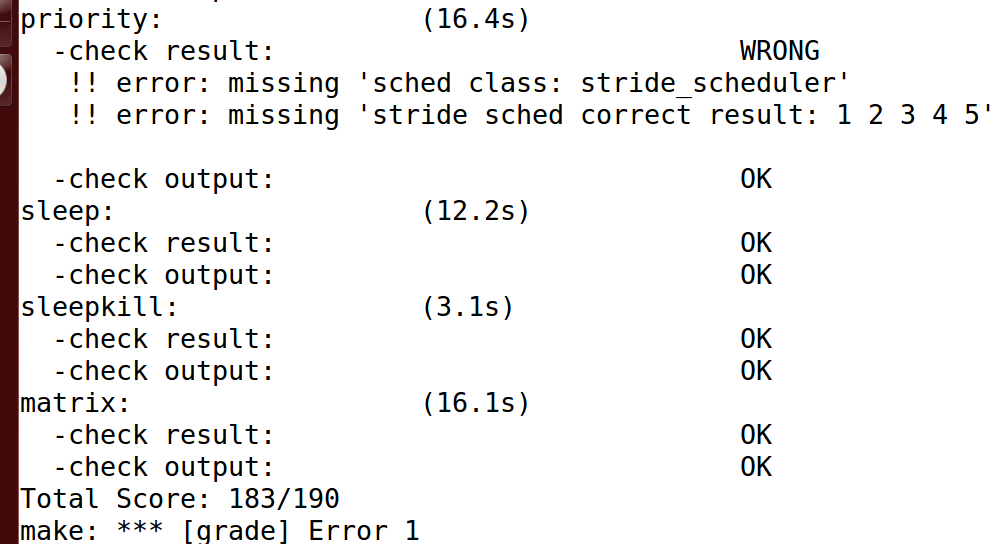 priority:                (16.4s)
  -check result:                             WRONG
   !! error: missing 'sched class: stride_scheduler'
   !! error: missing 'stride sched correct result: 1 2 3 4 5'
  -check output:                             OK
sleep:                   (12.2s)
  -check result:                             OK
  -check output:                             OK
sleepkill:               (3.1s)
  -check result:                             OK
  -check output:                             OK
matrix:                  (16.1s)
  -check result:                             OK
  -check output:                             OK
Total Score: 183/190
make: *** [grade] Error 1